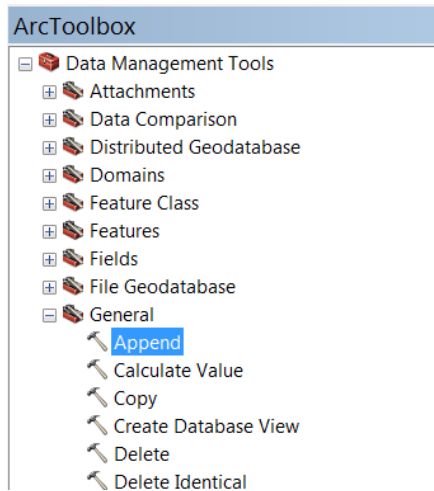 ArcToolbox
Data Management Tools
Attachments
Data Comparison
Distributed Geodatabase
Domains
Feature Class
Features
Fields
File Geodatabase
General
Append
Calculate Value
Copy
Create Database View
Delete
Delete Identical